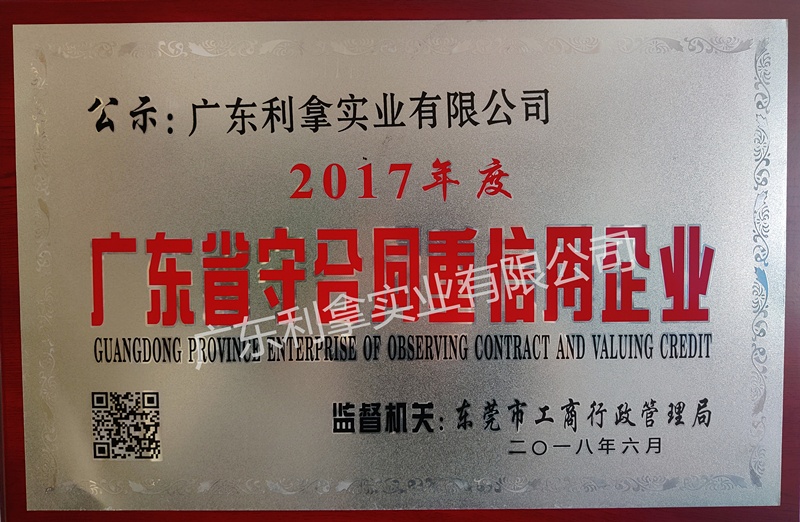 公示：广东利拿实业有限公司
2017年度
广东省守合同重信用企业
广东利拿实业有限公司
GUANGDONG PROVINCE ENTERPRISE OF OBSERVING CONTRACT AND VALUING CREDIT
监督机关：东莞市工商行政管理局
二〇一八年六月